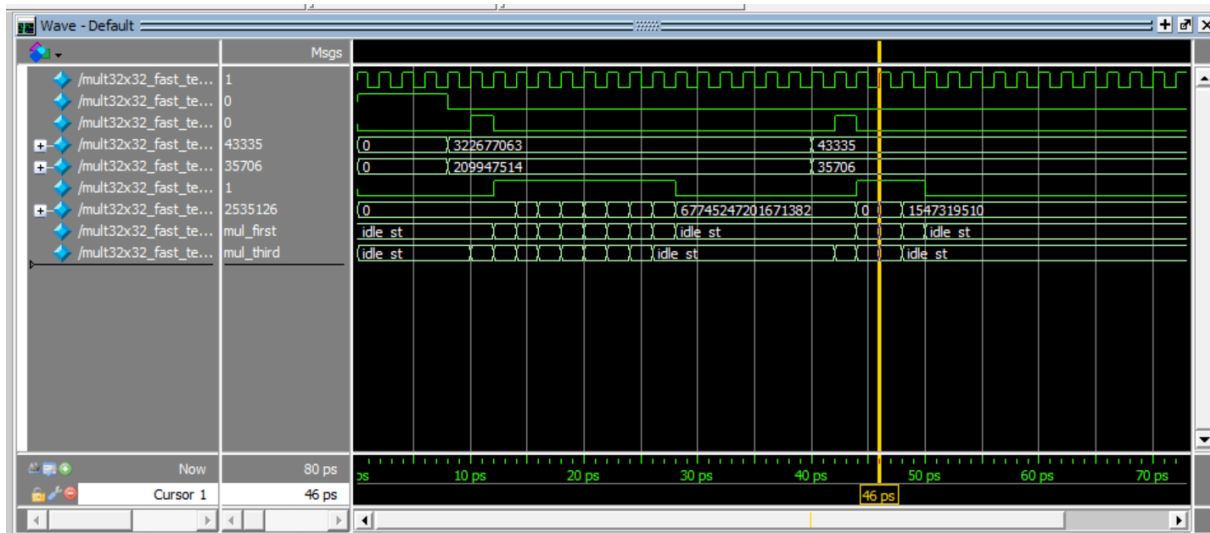 Wave - Default
Msgs
/mult32x32_fast_te... 1
/mult32x32_fast_te... 0
/mult32x32_fast_te... 0
/mult32x32_fast_te... 43335 0 322677063 43335
/mult32x32_fast_te... 35706 0 209947514 35706
/mult32x32_fast_te... 1
/mult32x32_fast_te... 2535126 0 67745247201671382 0 1547319510
/mult32x32_fast_te... mul_first idle_st idle_st idle_st
/mult32x32_fast_te... mul_third idle_st idle_st idle_st
Now 80 ps ps 10 ps 20 ps 30 ps 40 ps 50 ps 60 ps 70 ps
Cursor 1 46 ps 46 ps